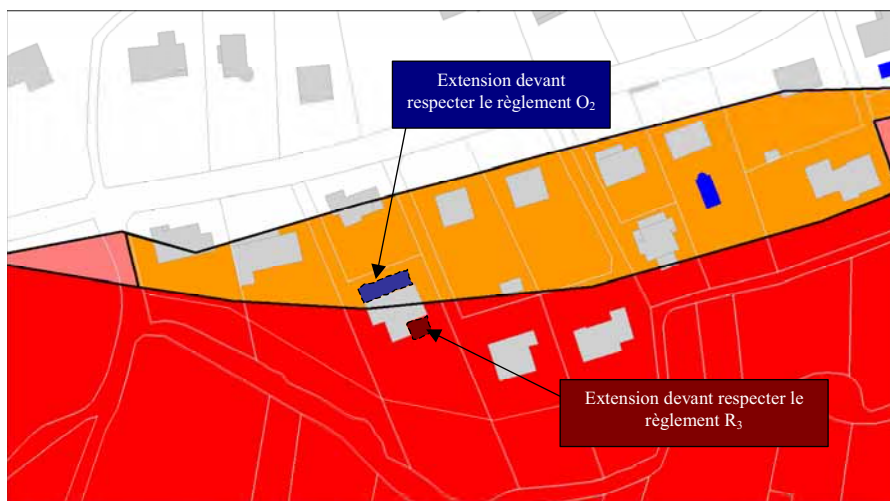 Extension devant
respecter le règlement O₂
Extension devant respecter le
règlement R₃